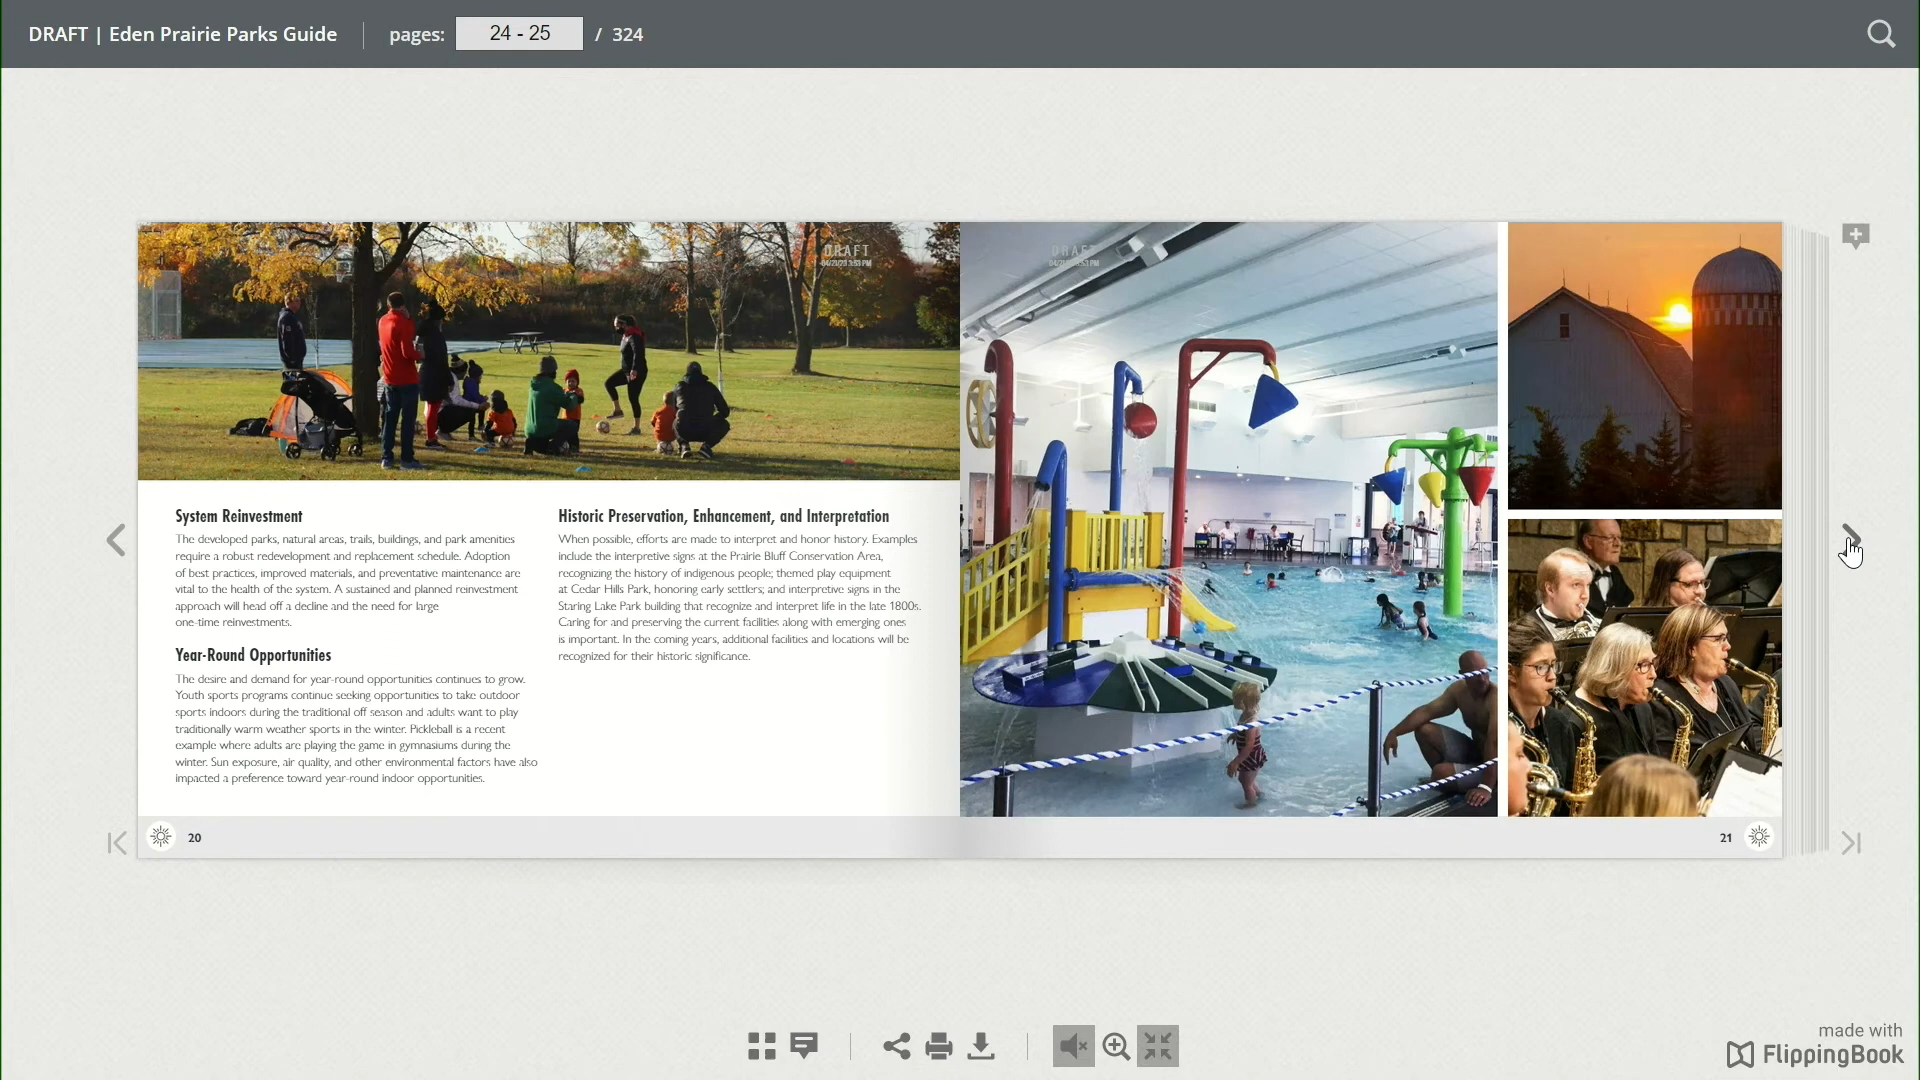 DRAFT | Eden Prairie Parks Guide
pages: 24 - 25 / 324
DRAFT
DRAFT
System Reinvestment
The developed parks, natural areas, trails, buildings, and park amenities
require a robust redevelopment and replacement schedule. Adoption
of best practices, improved materials, and preventative maintenance are
vital to the health of the system. A sustained and planned reinvestment
approach will head off a decline and the need for large
one-time reinvestments.
Year-Round Opportunities
The desire and demand for year-round opportunities continues to grow.
Youth sports programs continue seeking opportunities to take outdoor
sports indoors during the traditional off season and adults want to play
traditionally warm weather sports in the winter. Pickleball is a recent
example where adults are playing the game in gymnasiums during the
winter. Sun exposure, air quality, and other environmental factors have also
impacted a preference toward year-round indoor opportunities.
Historic Preservation, Enhancement, and Interpretation
When possible, efforts are made to interpret and honor history. Examples
include the interpretive signs at the Prairie Bluff Conservation Area,
recognizing the history of indigenous people; themed play equipment
at Cedar Hills Park, honoring early settlers; and interpretive signs in the
Staring Lake Park building that recognize and interpret life in the late 1800s.
Caring for and preserving the current facilities along with emerging ones
is important. In the coming years, additional facilities and locations will be
recognized for their historic significance.
20
21
made with
FlippingBook